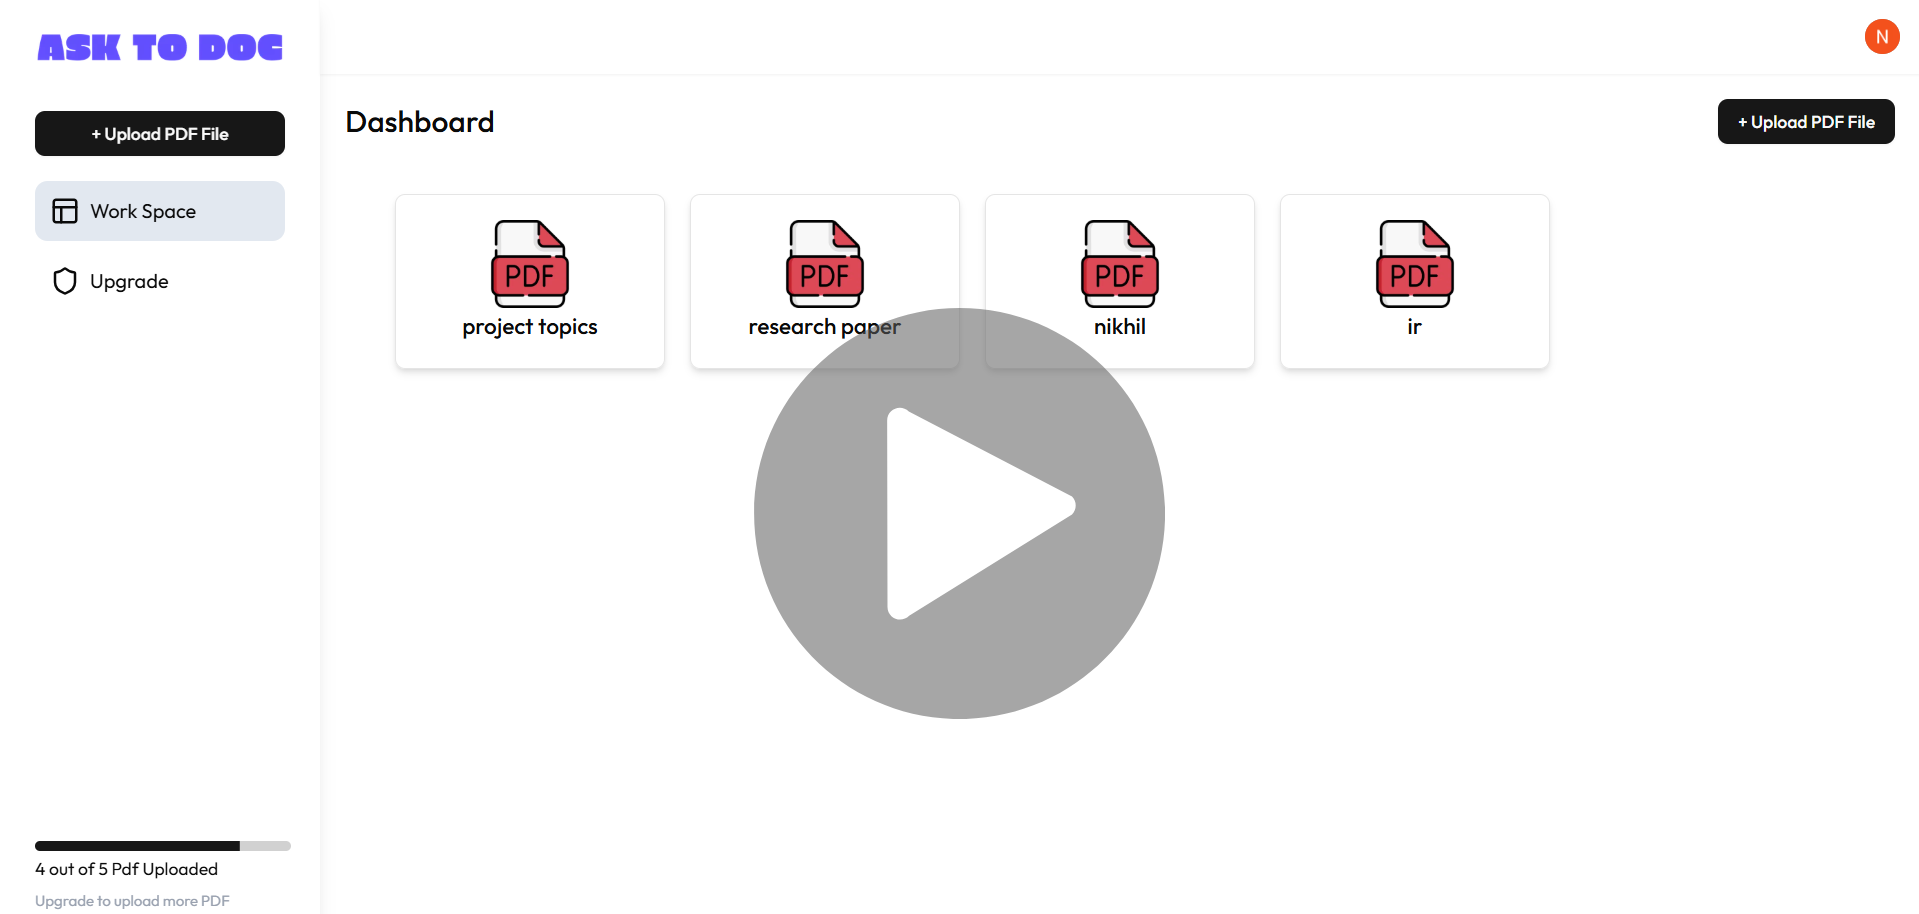 ASK TO DOC
N
+ Upload PDF File
Work Space
Upgrade
Dashboard
+ Upload PDF File
PDF
project topics
PDF
research paper
PDF
nikhil
PDF
ir
4 out of 5 Pdf Uploaded
Upgrade to upload more PDF